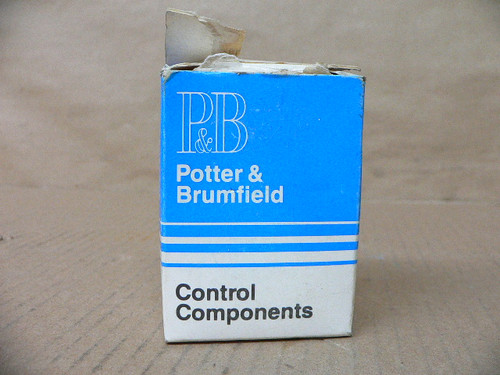 P&B
Potter &
Brumfield
Control
Components